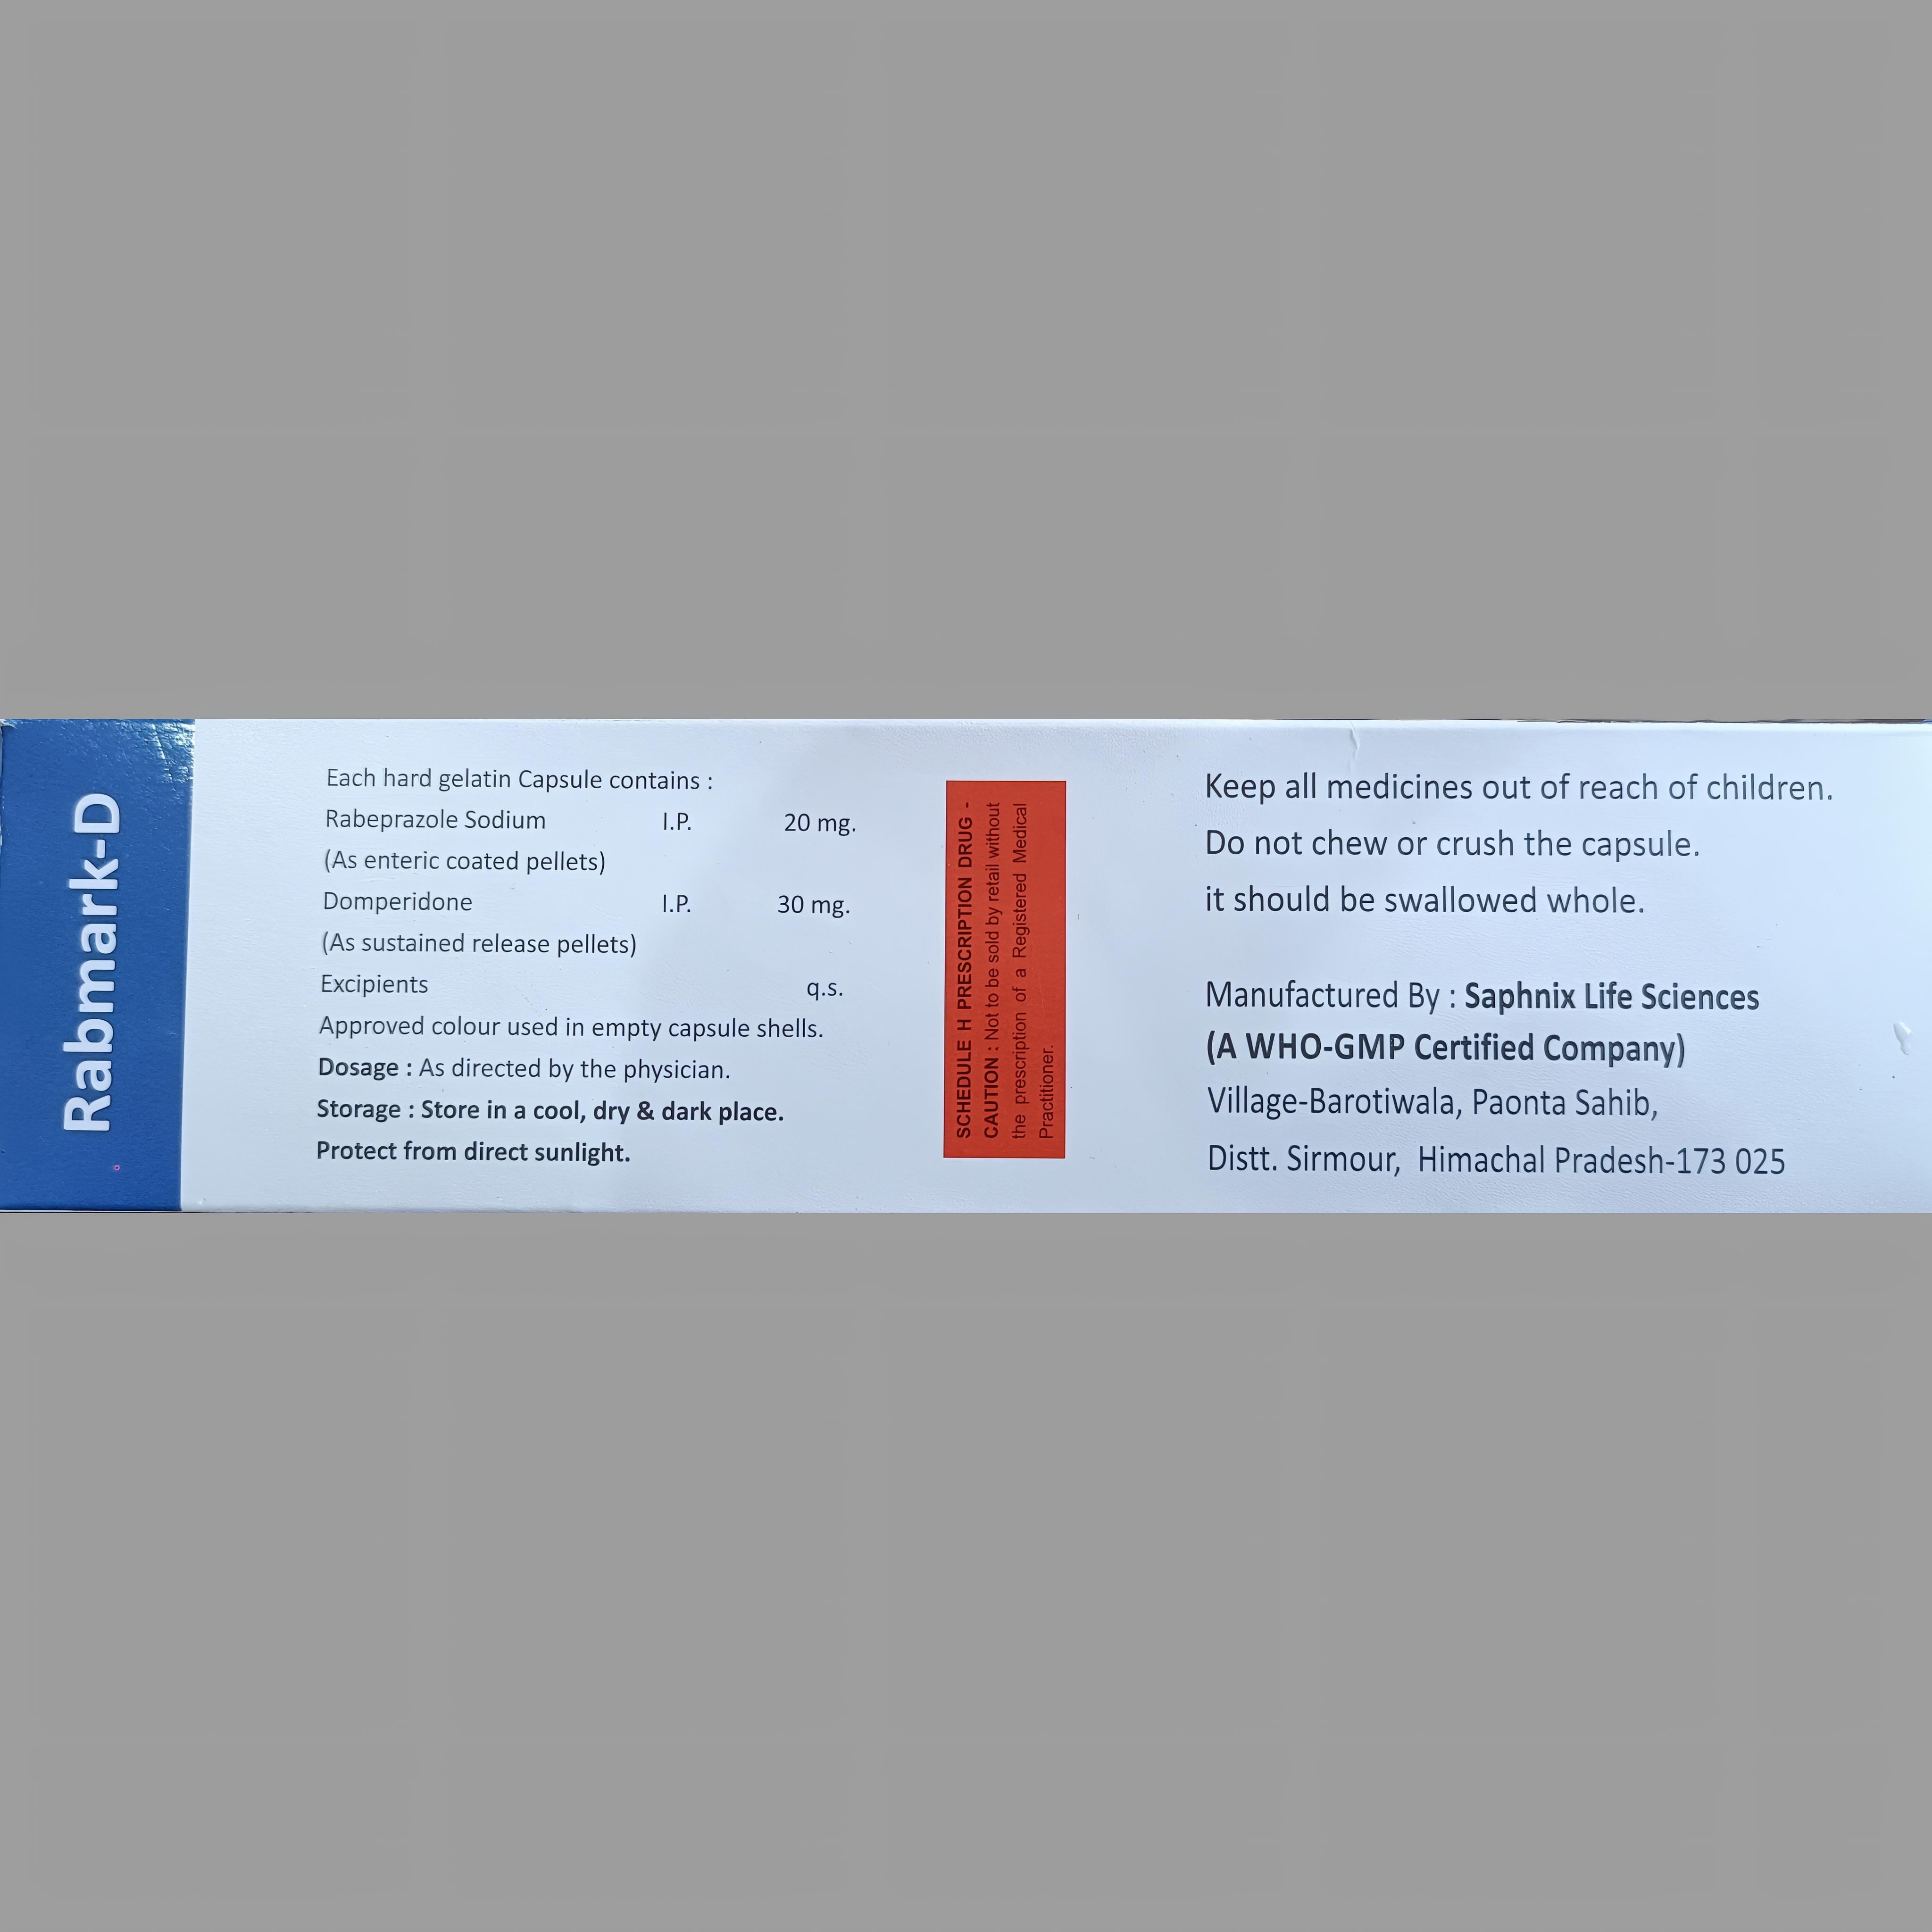 Rabmark-D
Each hard gelatin Capsule contains :
Rabeprazole Sodium I.P. 20 mg.
(As enteric coated pellets)
Domperidone I.P. 30 mg.
(As sustained release pellets)
Excipients q.s.
Approved colour used in empty capsule shells.
Dosage : As directed by the physician.
Storage : Store in a cool, dry & dark place.
Protect from direct sunlight.
SCHEDULE H PRESCRIPTION DRUG -
CAUTION : Not to be sold by retail without
the prescription of a Registered Medical
Practitioner.
Keep all medicines out of reach of children.
Do not chew or crush the capsule.
it should be swallowed whole.
Manufactured By : Saphnix Life Sciences
(A WHO-GMP Certified Company)
Village-Barotiwala, Paonta Sahib,
Distt. Sirmour, Himachal Pradesh-173 025